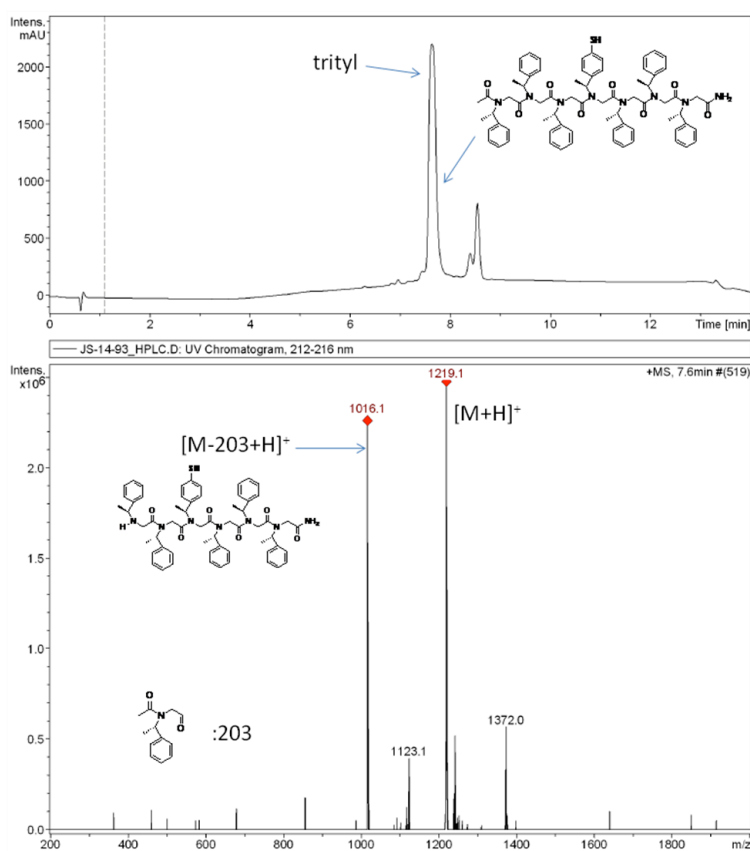 Intens.
mAU
2000
1500
1000
500
0
trityl
SH
O
N
NH₂
0 2 4 6 8 10 12 Time [min]
JS-14-93_HPLC.D: UV Chromatogram, 212-216 nm
Intens.
x10⁶
+MS, 7.6min #(519)
1219.1
1016.1
[M+H]⁺
[M-203+H]⁺
2.0
SH
O
N
H
NH₂
1.5
1.0
O
N
O
:203
0.5
1372.0
1123.1
0.0
200 400 600 800 1000 1200 1400 1600 1800 m/z